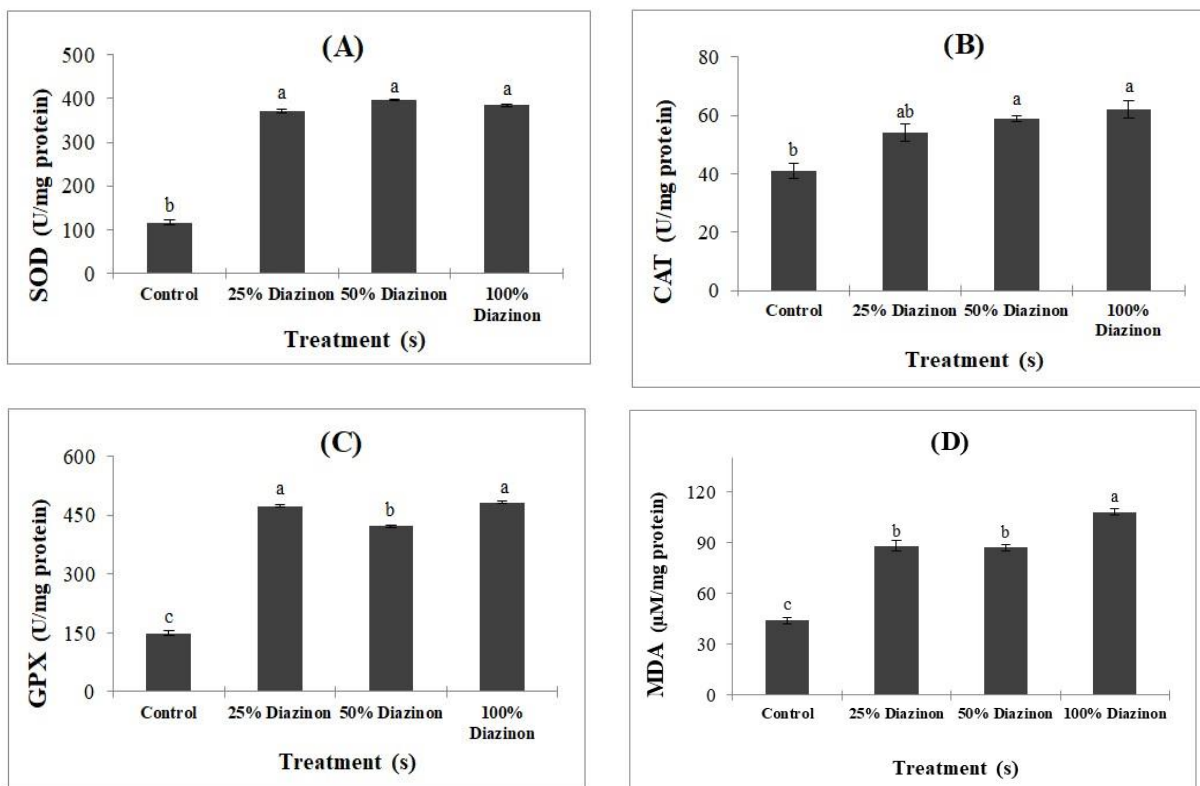 (A)
SOD (U/mg protein)
500
400
300
200
100
0
b
a
a
a
Control
25% Diazinon
50% Diazinon
100%
Diazinon
Treatment (s)
(B)
CAT (U/mg protein)
80
60
40
20
0
b
ab
a
a
Control
25% Diazinon
50% Diazinon
100%
Diazinon
Treatment (s)
(C)
GPX (U/mg protein)
600
450
300
150
0
c
a
b
a
Control
25% Diazinon
50% Diazinon
100%
Diazinon
Treatment (s)
(D)
MDA (µM/mg protein)
120
90
60
30
0
c
b
b
a
Control
25% Diazinon
50% Diazinon
100% Diazinon
Treatment (s)